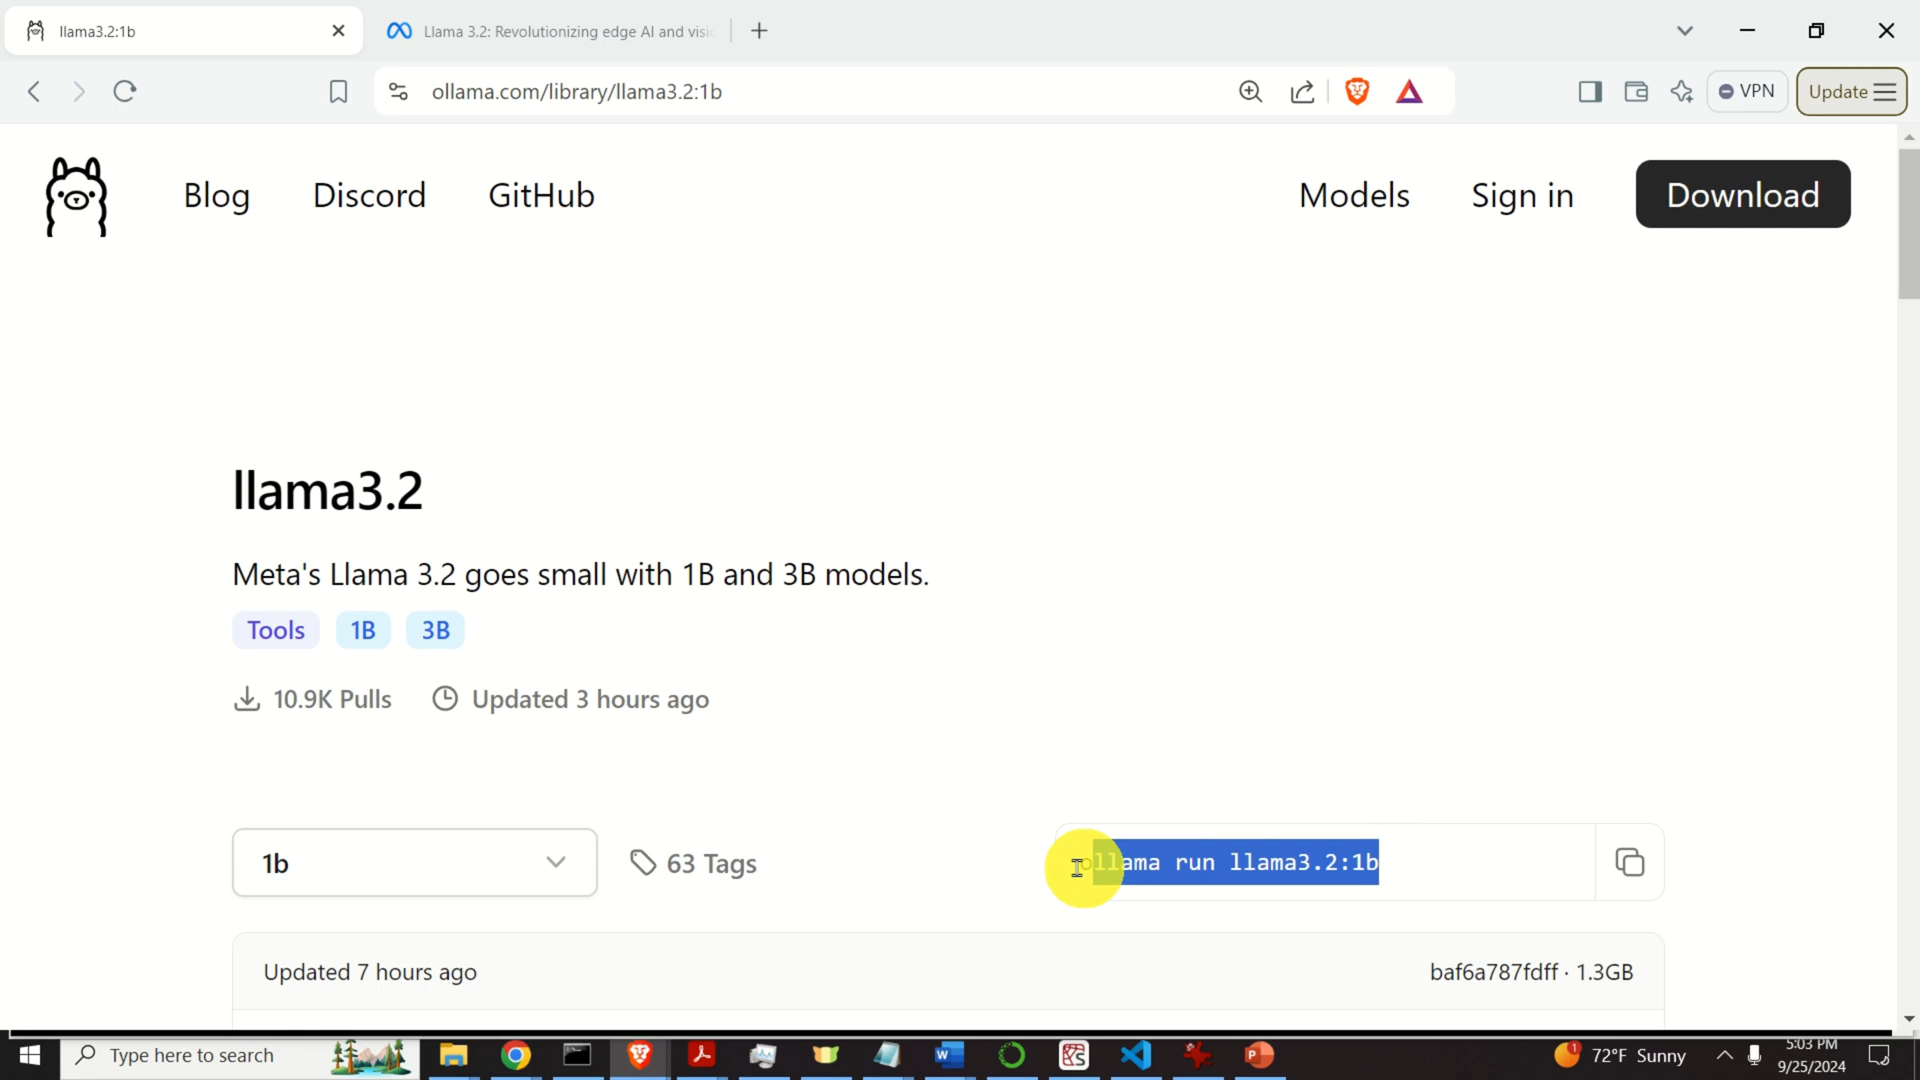 llama3.2:1b
Llama 3.2: Revolutionizing edge AI and visi
ollama.com/library/llama3.2:1b
VPN
Update
Blog
Discord
GitHub
Models
Sign in
Download
llama3.2
Meta's Llama 3.2 goes small with 1B and 3B models.
Tools
1B
3B
10.9K Pulls
Updated 3 hours ago
1b
63 Tags
ollama run llama3.2:1b
Updated 7 hours ago
baf6a787fdff · 1.3GB
Type here to search
1
72°F Sunny
5:03 PM
9/25/2024